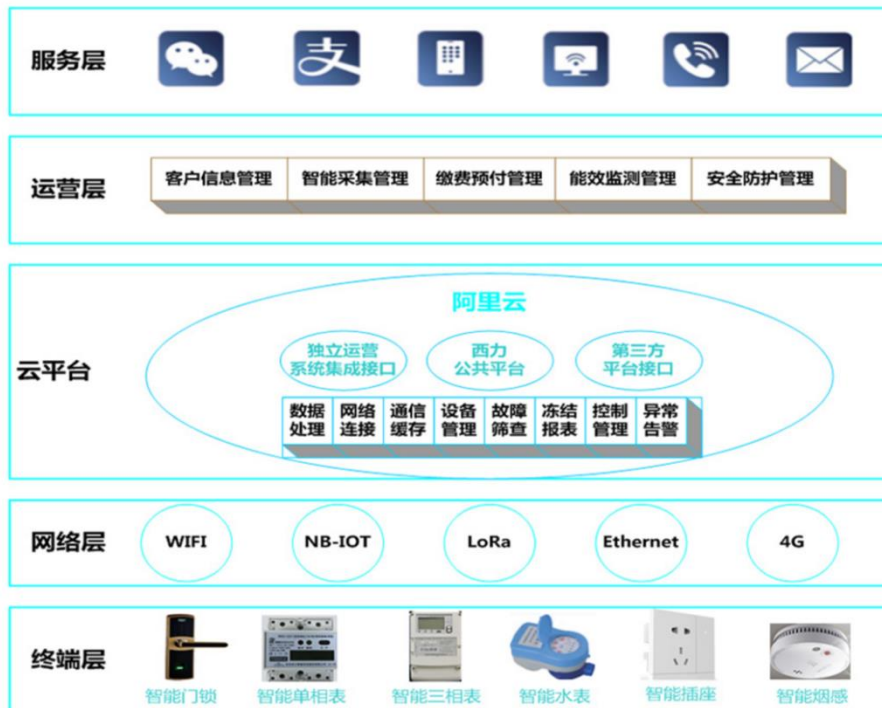 服务层
支
运营层
客户信息管理 智能采集管理 缴费预付管理 能效监测管理 安全防护管理
阿里云
云平台
独立运营
系统集成接口
西力
公共平台
第三方
平台接口
数据
处理
网络
连接
通信
缓存
设备
管理
故障
筛查
冻结
报表
控制
管理
异常
告警
网络层
WIFI NB-IOT LoRa Ethernet 4G
终端层
智能门锁 智能单相表 智能三相表 智能水表 智能插座 智能烟感